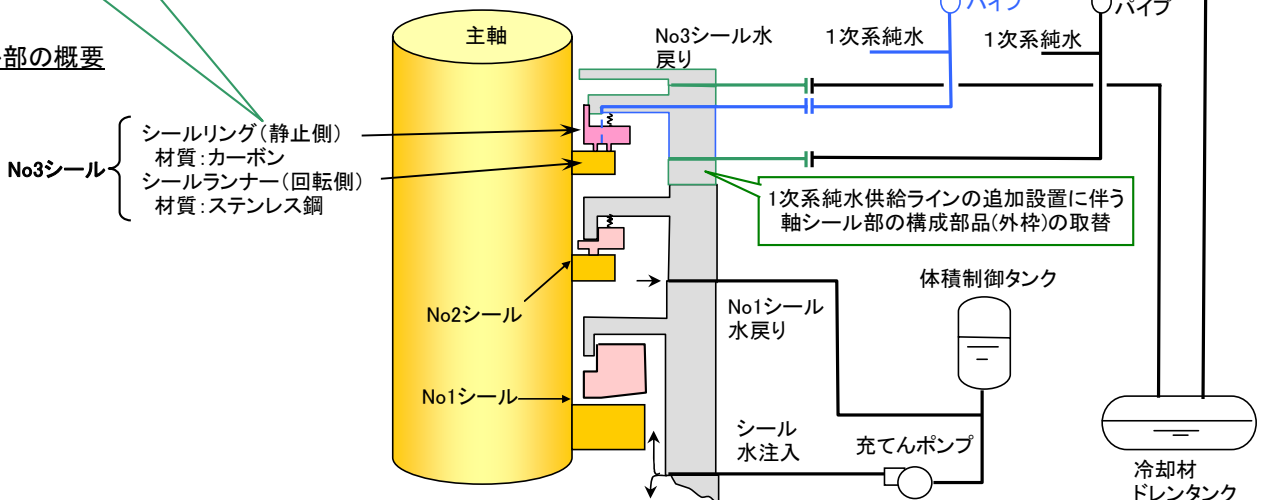 部の概要
主軸
No3シール水
戻り
1次系純水
パイプ
1次系純水
パイプ
No3シール
シールリング(静止側)
材質:カーボン
シールランナー(回転側)
材質:ステンレス鋼
1次系純水供給ラインの追加設置に伴う
軸シール部の構成部品(外枠)の取替
No2シール
No1シール
水戻り
体積制御タンク
No1シール
シール
水注入
充てんポンプ
冷却材
ドレンタンク